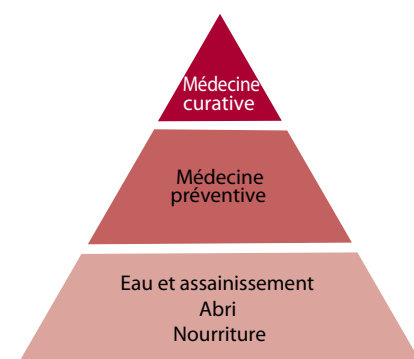 Médecine
curative
Médecine
préventive
Eau et assainissement
Abri
Nourriture